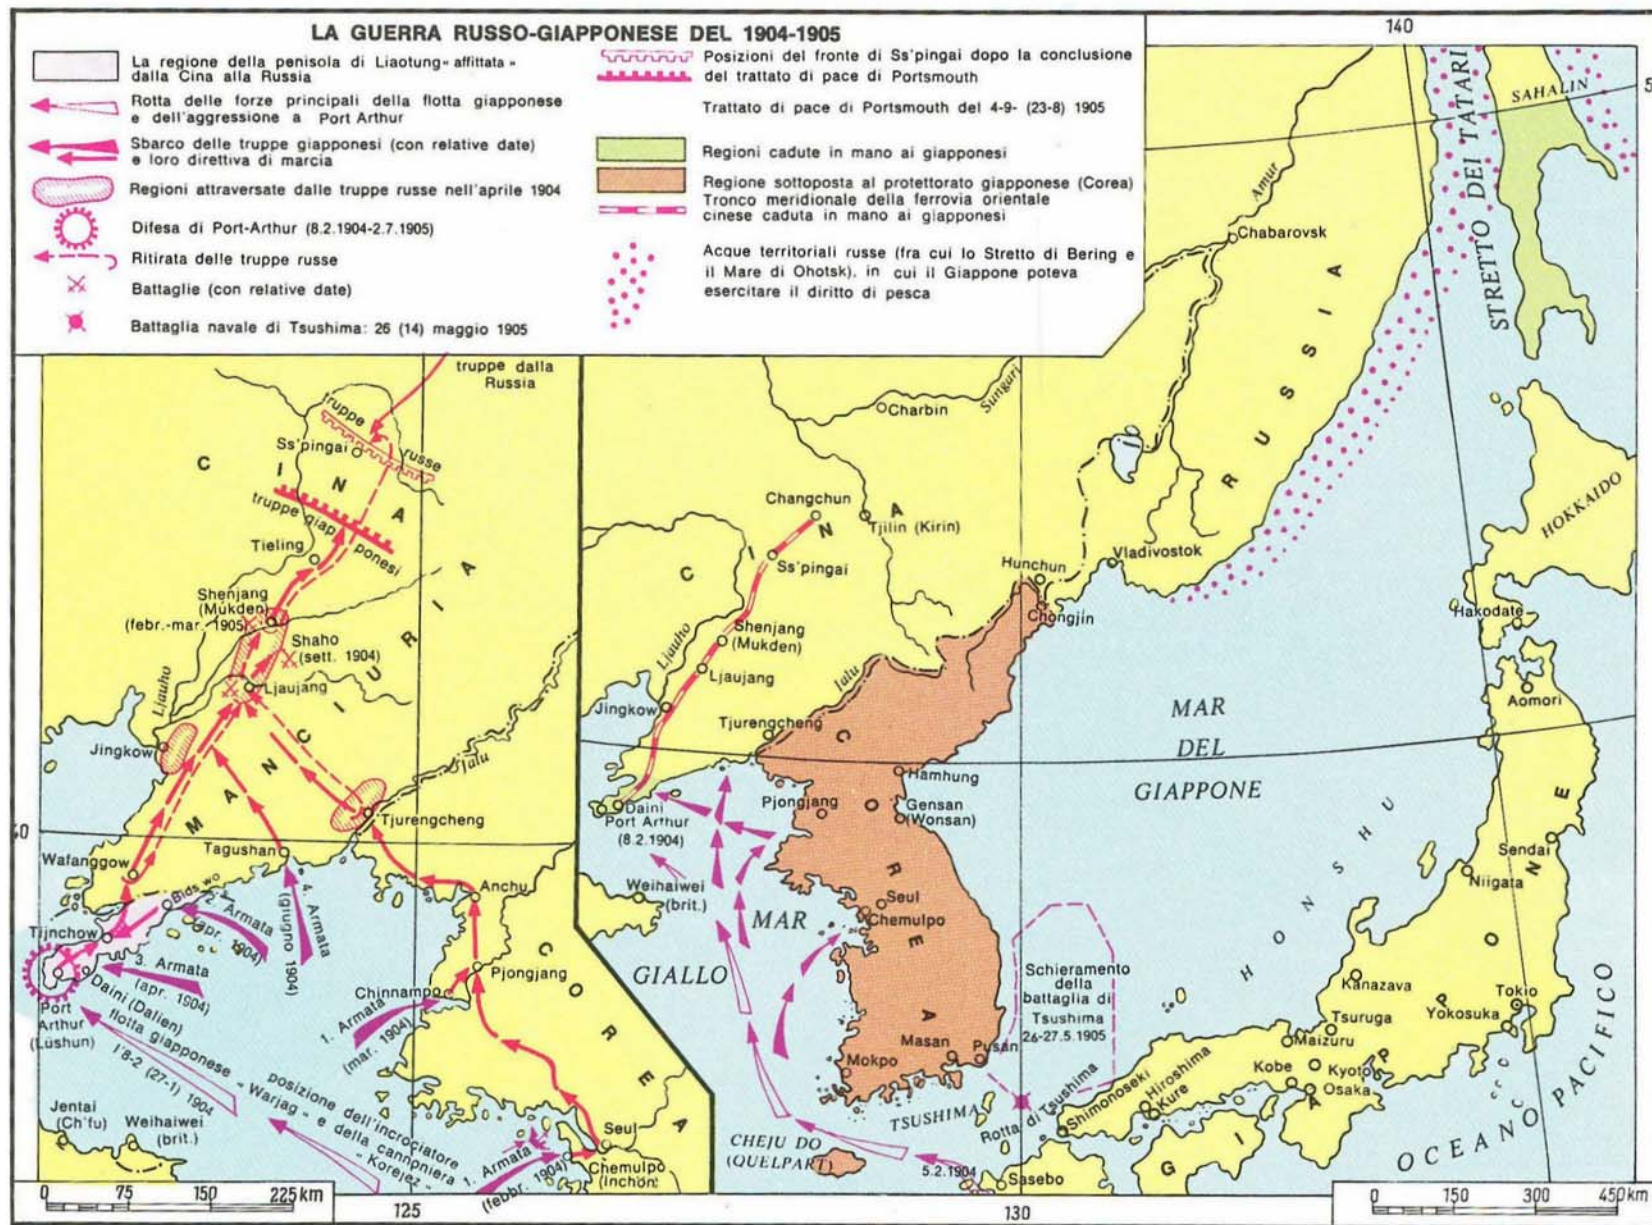 LA GUERRA RUSSO-GIAPPONESE DEL 1904-1905
La regione della penisola di Liaotung « affittata »
dalla Cina alla Russia
Rotta delle forze principali della flotta giapponese
e dell'aggressione a Port Arthur
Sbarco delle truppe giapponesi (con relative date)
e loro direttiva di marcia
Regioni attraversate dalle truppe russe nell'aprile 1904
Difesa di Port-Arthur (8.2.1904-2.7.1905)
Ritirata delle truppe russe
Battaglie (con relative date)
Battaglia navale di Tsushima: 26 (14) maggio 1905
Posizioni del fronte di Ss'pingai dopo la conclusione
del trattato di pace di Portsmouth
Trattato di pace di Portsmouth del 4-9- (23-8) 1905
Regioni cadute in mano ai giapponesi
Regione sottoposta al protettorato giapponese (Corea)
Tronco meridionale della ferrovia orientale
cinese caduta in mano ai giapponesi
Acque territoriali russe (fra cui lo Stretto di Bering e
il Mare di Ohotsk), in cui il Giappone poteva
esercitare il diritto di pesca
140
5
truppe dalla
Russia
truppe russe
Ss'pingai
CINA
truppe giapponesi
Tieling
Shenjang
(Múkden)
(febr.-mar. 1905)
Shaho
(sett. 1904)
Ljauho
Ljaujang
MANCIURIA
Jingkow
Jalu
Tjurengcheng
40
Wafanggow
Tagushan
Bids wo
Anchu
2. Armata
(apr. 1904)
4. Armata
(giugno 1904)
Tijnchow
3. Armata
(apr. 1904)
Daini (Dalien)
Port
Arthur
(Lüshun)
Pjongjang
Chinnampo
1. Armata
(mar. 1904)
COREA
flotta giapponese
l'8-2 (27-1) 1904
posizione dell'incrociatore
« Warjag » e della cannoniera
« Korejez »
Jentai
(Ch'fu)
Weihaiwei
(brit.)
1. Armata
(febbr. 1904)
Seul
Chemulpo
(Inchon)
0 75 150 225 km
125
SAHALIN
STRETTO DEI TATARI
Amur
Chabarovsk
RUSSIA
Sungari
Charbin
Changchun
Tjilin (Kirin)
CINA
Ss'pingai
Vladivostok
Hunchun
Chongjin
HOKKAIDO
Hakodate
Shenjang
(Mukden)
Ljauho
Ljaujang
Jalu
Jingkow
Tjurengcheng
Aomori
MAR
DEL
GIAPPONE
Hamhung
Daini
Port Arthur
(8.2.1904)
Pjongjang
Gensan
(Wonsan)
COREA
Sendai
Niigata
Weihaiwei
(brit.)
Seul
Chemulpo
MAR
GIALLO
HONSHU
Schieramento
della
battaglia di
Tsushima
26-27.5.1905
Kanazava
Tokio
Yokosuka
Tsuruga
Maizuru
Masan
Pusan
Mokpo
Kobe
Kyoto
Osaka
Hiroshima
Kure
Shimonoseki
Rotta di Tsushima
TSUSHIMA
CHEJU DO
(QUELPART)
5.2.1904
Sasebo
GIAPPONE
OCEANO PACIFICO
130
0 150 300 450 km